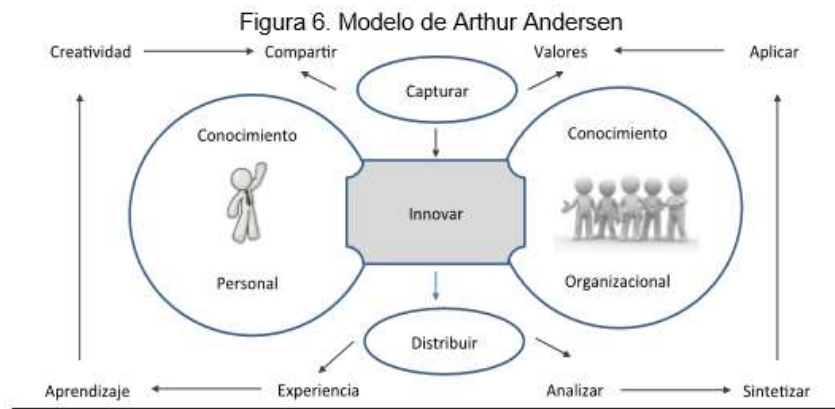 Figura 6. Modelo de Arthur Andersen
Creatividad
Compartir
Valores
Aplicar
Capturar
Conocimiento
Conocimiento
Innovar
Personal
Organizacional
Distribuir
Aprendizaje
Experiencia
Analizar
Sintetizar